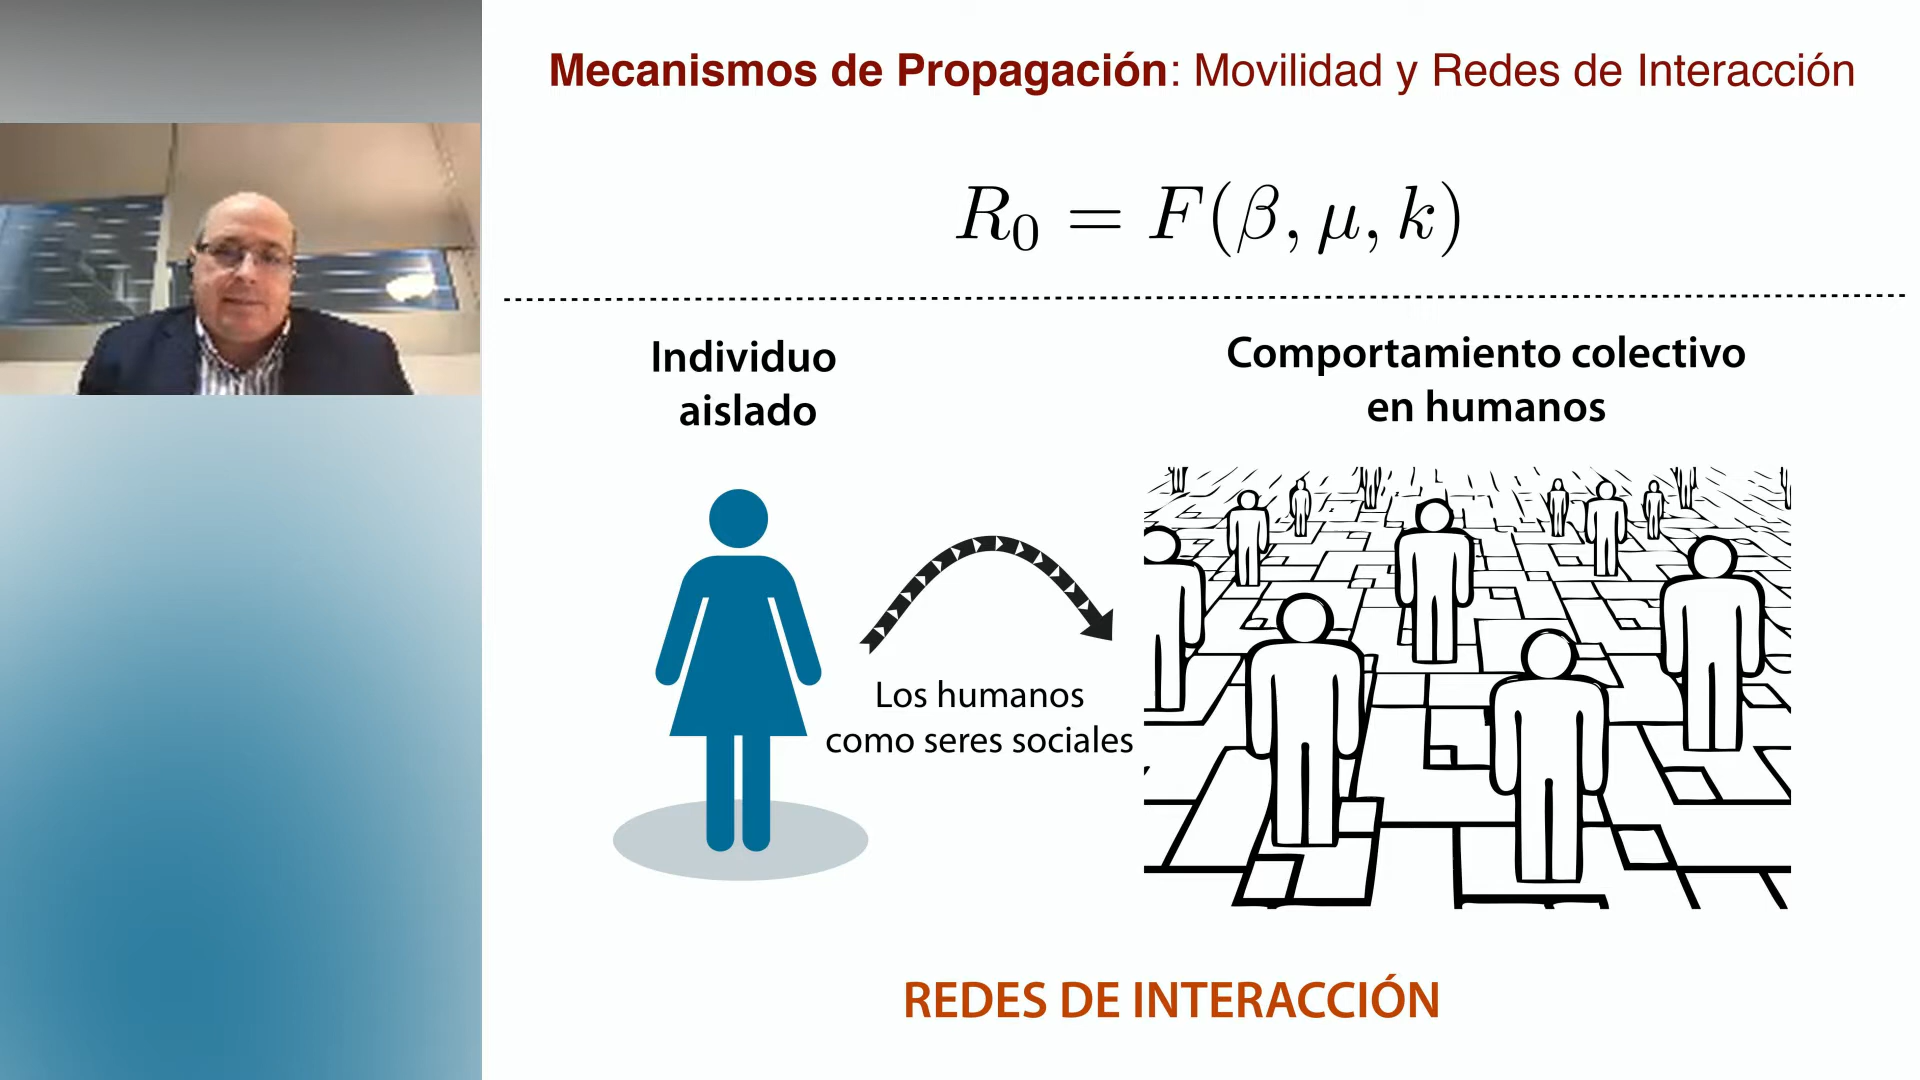 Mecanismos de Propagación: Movilidad y Redes de Interacción
R₀ = F(β, μ, k)
Individuo
aislado
Comportamiento colectivo
en humanos
Los humanos
como seres sociales
REDES DE INTERACCIÓN